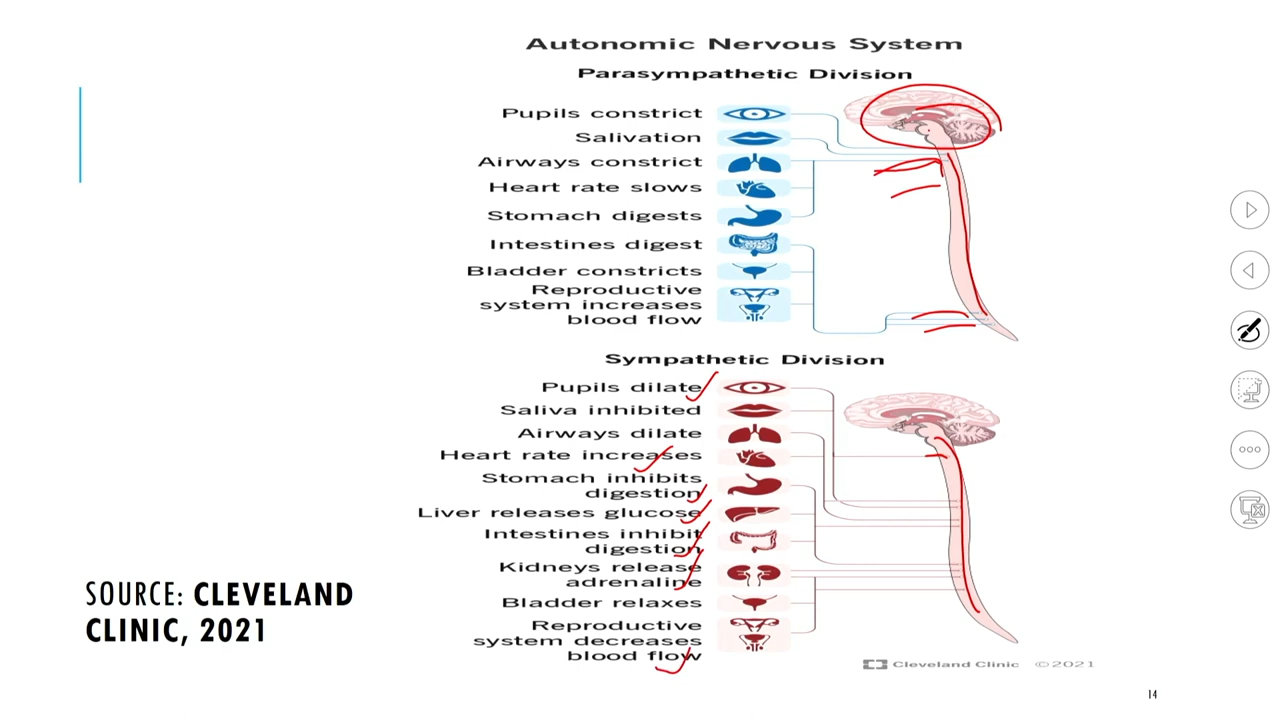 Autonomic Nervous System
Parasympathetic Division
Pupils constrict
Salivation
Airways constrict
Heart rate slows
Stomach digests
Intestines digest
Bladder constricts
Reproductive
system increases
blood flow
Sympathetic Division
Pupils dilate
Saliva inhibited
Airways dilate
Heart rate increases
Stomach inhibits
digestion
Liver releases glucose
Intestines inhibit
digestion
Kidneys release
adrenaline
Bladder relaxes
Reproductive
system decreases
blood flow
SOURCE: CLEVELAND
CLINIC, 2021
Cleveland Clinic ©2021
14